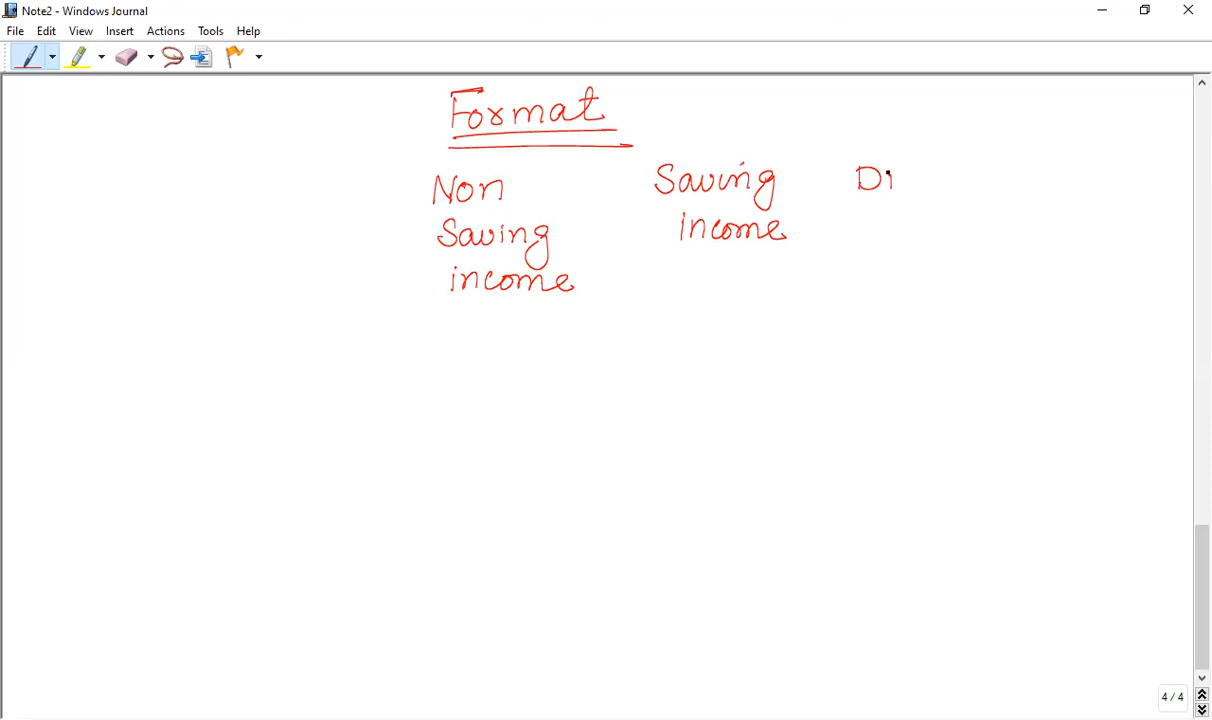 Note2 - Windows Journal
File Edit View Insert Actions Tools Help
Format
Non Saving Di
Saving income
income
4 / 4